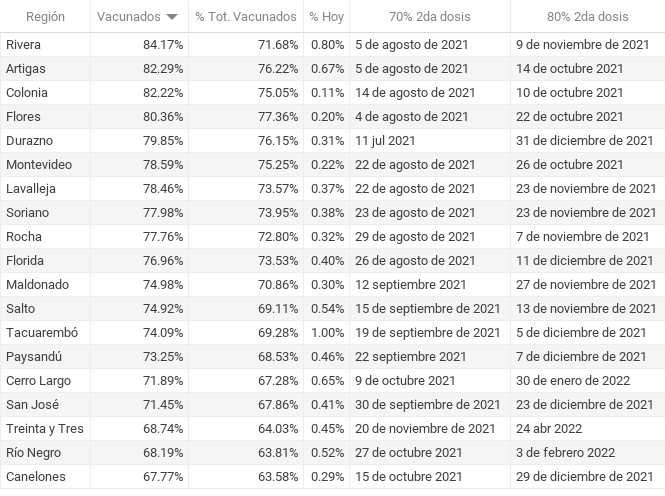 Región Vacunados % Tot. Vacunados % Hoy 70% 2da dosis 80% 2da dosis
Rivera 84.17% 71.68% 0.80% 5 de agosto de 2021 9 de noviembre de 2021
Artigas 82.29% 76.22% 0.67% 5 de agosto de 2021 14 de octubre 2021
Colonia 82.22% 75.05% 0.11% 14 de agosto de 2021 10 de octubre 2021
Flores 80.36% 77.36% 0.20% 4 de agosto de 2021 22 de octubre 2021
Durazno 79.85% 76.15% 0.31% 11 jul 2021 31 de diciembre de 2021
Montevideo 78.59% 75.25% 0.22% 22 de agosto de 2021 26 de octubre 2021
Lavalleja 78.46% 73.57% 0.37% 22 de agosto de 2021 23 de noviembre de 2021
Soriano 77.98% 73.95% 0.38% 23 de agosto de 2021 23 de noviembre de 2021
Rocha 77.76% 72.80% 0.32% 29 de agosto de 2021 7 de noviembre de 2021
Florida 76.96% 73.53% 0.40% 26 de agosto de 2021 11 de diciembre de 2021
Maldonado 74.98% 70.86% 0.30% 12 septiembre 2021 27 de noviembre de 2021
Salto 74.92% 69.11% 0.54% 15 de septiembre de 2021 13 de noviembre de 2021
Tacuarembó 74.09% 69.28% 1.00% 19 de septiembre de 2021 5 de diciembre de 2021
Paysandú 73.25% 68.53% 0.46% 22 septiembre 2021 7 de diciembre de 2021
Cerro Largo 71.89% 67.28% 0.65% 9 de octubre de 2021 30 de enero de 2022
San José 71.45% 67.86% 0.41% 30 de septiembre de 2021 23 de diciembre de 2021
Treinta y Tres 68.74% 64.03% 0.45% 20 de noviembre de 2021 24 abr 2022
Río Negro 68.19% 63.81% 0.52% 27 de octubre de 2021 3 de febrero 2022
Canelones 67.77% 63.58% 0.29% 15 de octubre de 2021 29 de diciembre de 2021